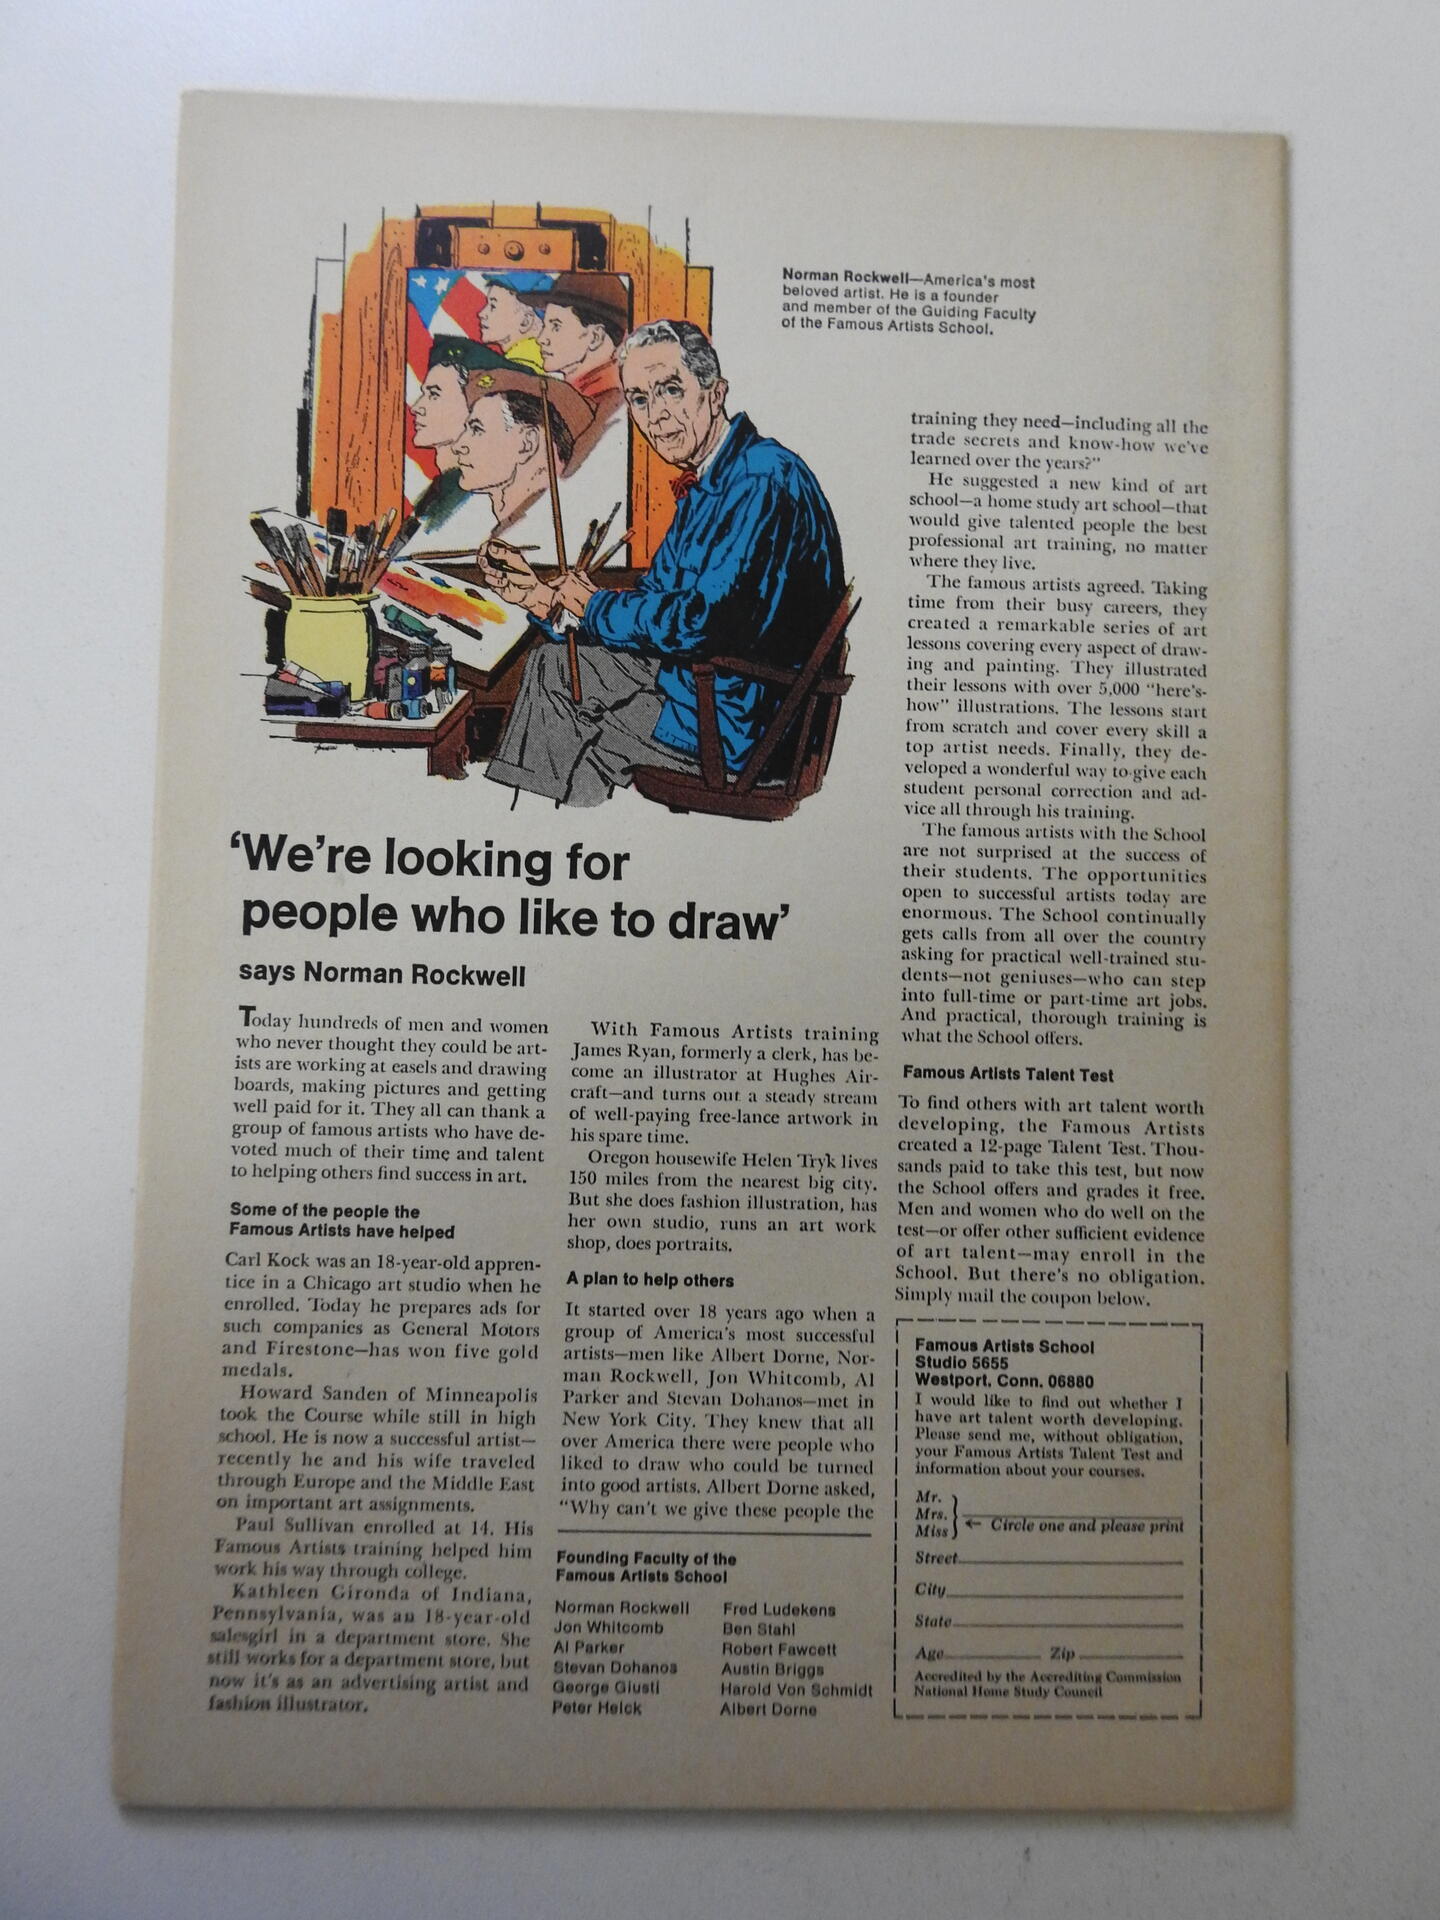 Norman Rockwell—America's most
beloved artist. He is a founder
and member of the Guiding Faculty
of the Famous Artists School.
'We're looking for
people who like to draw'
says Norman Rockwell
Today hundreds of men and women
who never thought they could be art-
ists are working at easels and drawing
boards, making pictures and getting
well paid for it. They all can thank a
group of famous artists who have de-
voted much of their time and talent
to helping others find success in art.
Some of the people the
Famous Artists have helped
Carl Kock was an 18-year-old appren-
tice in a Chicago art studio when he
enrolled. Today he prepares ads for
such companies as General Motors
and Firestone—has won five gold
medals.
Howard Sanden of Minneapolis
took the Course while still in high
school. He is now a successful artist—
recently he and his wife traveled
through Europe and the Middle East
on important art assignments.
Paul Sullivan enrolled at 14. His
Famous Artists training helped him
work his way through college.
Kathleen Gironda of Indiana,
Pennsylvania, was an 18-year-old
salesgirl in a department store. She
still works for a department store, but
now it's as an advertising artist and
fashion illustrator.
With Famous Artists training
James Ryan, formerly a clerk, has be-
come an illustrator at Hughes Air-
craft—and turns out a steady stream
of well-paying free-lance artwork in
his spare time.
Oregon housewife Helen Tryk lives
150 miles from the nearest big city.
But she does fashion illustration, has
her own studio, runs an art work
shop, does portraits.
A plan to help others
It started over 18 years ago when a
group of America's most successful
artists—men like Albert Dorne, Nor-
man Rockwell, Jon Whitcomb, Al
Parker and Stevan Dohanos—met in
New York City. They knew that all
over America there were people who
liked to draw who could be turned
into good artists. Albert Dorne asked,
"Why can't we give these people the
training they need—including all the
trade secrets and know-how we've
learned over the years?"
He suggested a new kind of art
school—a home study art school—that
would give talented people the best
professional art training, no matter
where they live.
The famous artists agreed. Taking
time from their busy careers, they
created a remarkable series of art
lessons covering every aspect of draw-
ing and painting. They illustrated
their lessons with over 5,000 "here's-
how" illustrations. The lessons start
from scratch and cover every skill a
top artist needs. Finally, they de-
veloped a wonderful way to give each
student personal correction and ad-
vice all through his training.
The famous artists with the School
are not surprised at the success of
their students. The opportunities
open to successful artists today are
enormous. The School continually
gets calls from all over the country
asking for practical well-trained stu-
dents—not geniuses—who can step
into full-time or part-time art jobs.
And practical, thorough training is
what the School offers.
Famous Artists Talent Test
To find others with art talent worth
developing, the Famous Artists
created a 12-page Talent Test. Thou-
sands paid to take this test, but now
the School offers and grades it free.
Men and women who do well on the
test—or offer other sufficient evidence
of art talent—may enroll in the
School. But there's no obligation.
Simply mail the coupon below.
Founding Faculty of the
Famous Artists School
Norman Rockwell
Jon Whitcomb
Al Parker
Stevan Dohanos
George Giusti
Peter Helck
Fred Ludekens
Ben Stahl
Robert Fawcett
Austin Briggs
Harold Von Schmidt
Albert Dorne
Famous Artists School
Studio 5655
Westport, Conn. 06880
I would like to find out whether I
have art talent worth developing.
Please send me, without obligation,
your Famous Artists Talent Test and
information about your courses.
Mr.
Mrs.
Miss
← Circle one and please print
Street
City
State
Age Zip
Accredited by the Accrediting Commission
National Home Study Council